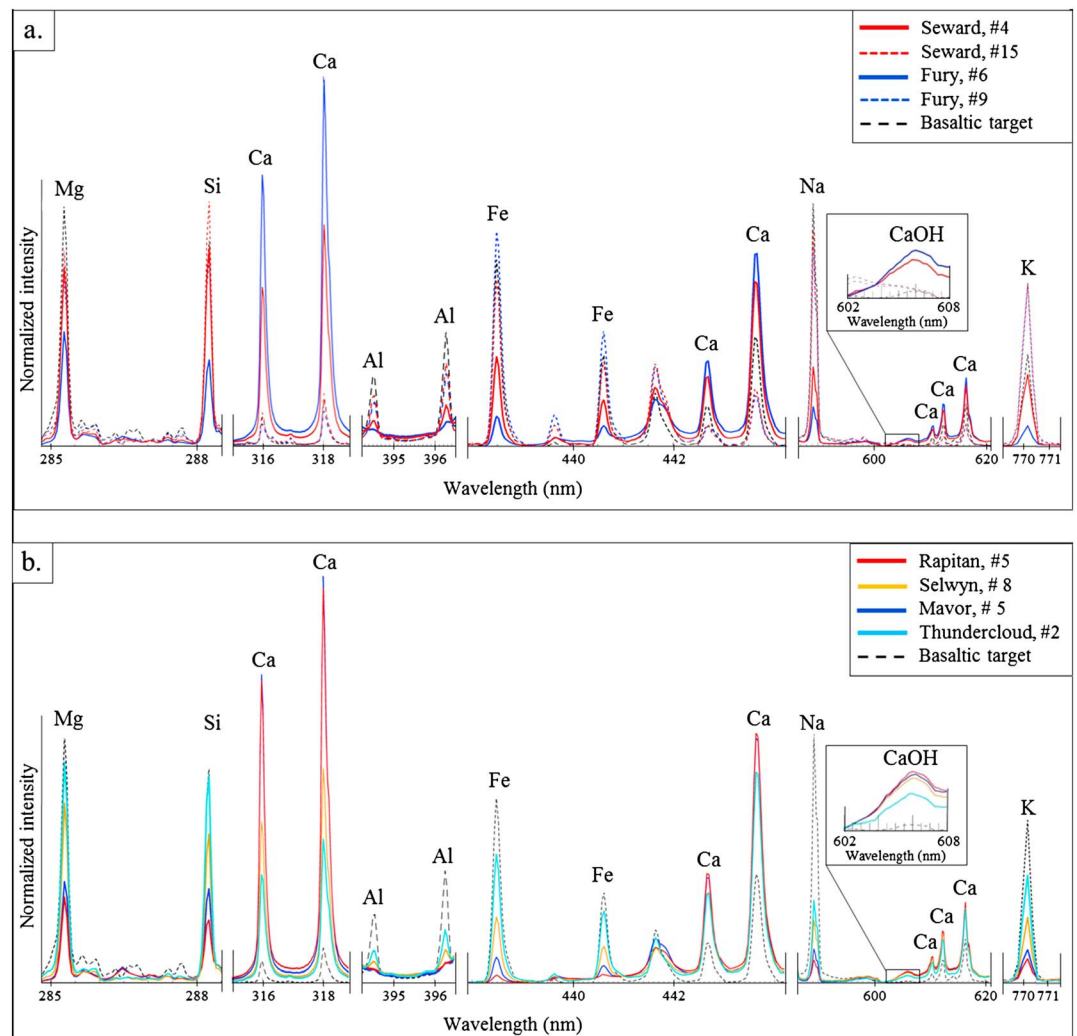 a.
Seward, #4
Seward, #15
Fury, #6
Fury, #9
Basaltic target
Ca
Ca
Mg
Si
Fe
Na
CaOH
602
608
Wavelength (nm)
Al
Al
Fe
Ca
Ca
Ca
Ca
Ca
K
Normalized intensity
285
288
316
318
395
396
440
442
600
620
770
771
Wavelength (nm)
b.
Rapitan, #5
Selwyn, # 8
Mavor, # 5
Thundercloud, #2
Basaltic target
Ca
Ca
Mg
Si
Fe
Ca
Na
CaOH
602
608
Wavelength (nm)
Al
Al
Fe
Ca
Ca
Ca
Ca
K
Normalized intensity
285
288
316
318
395
396
440
442
600
620
770
771
Wavelength (nm)